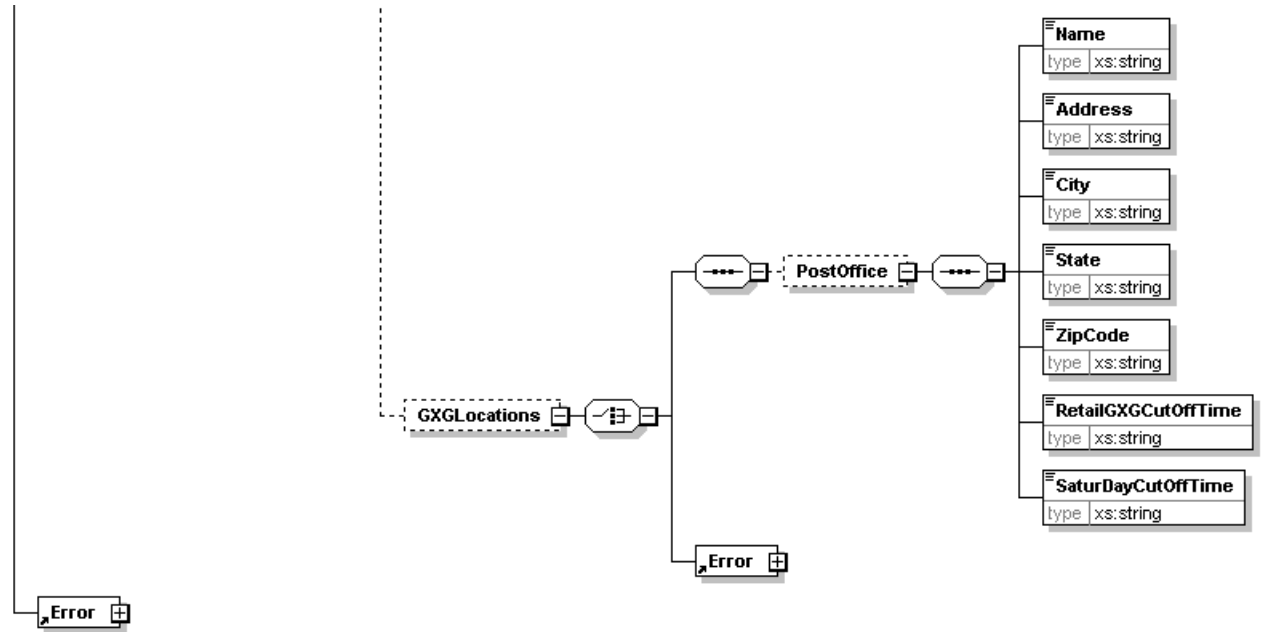 Name
type xs:string
Address
type xs:string
City
type xs:string
PostOffice
State
type xs:string
ZipCode
type xs:string
GXGLocations
RetailGXGCutOffTime
type xs:string
SaturDayCutOffTime
type xs:string
Error
Error